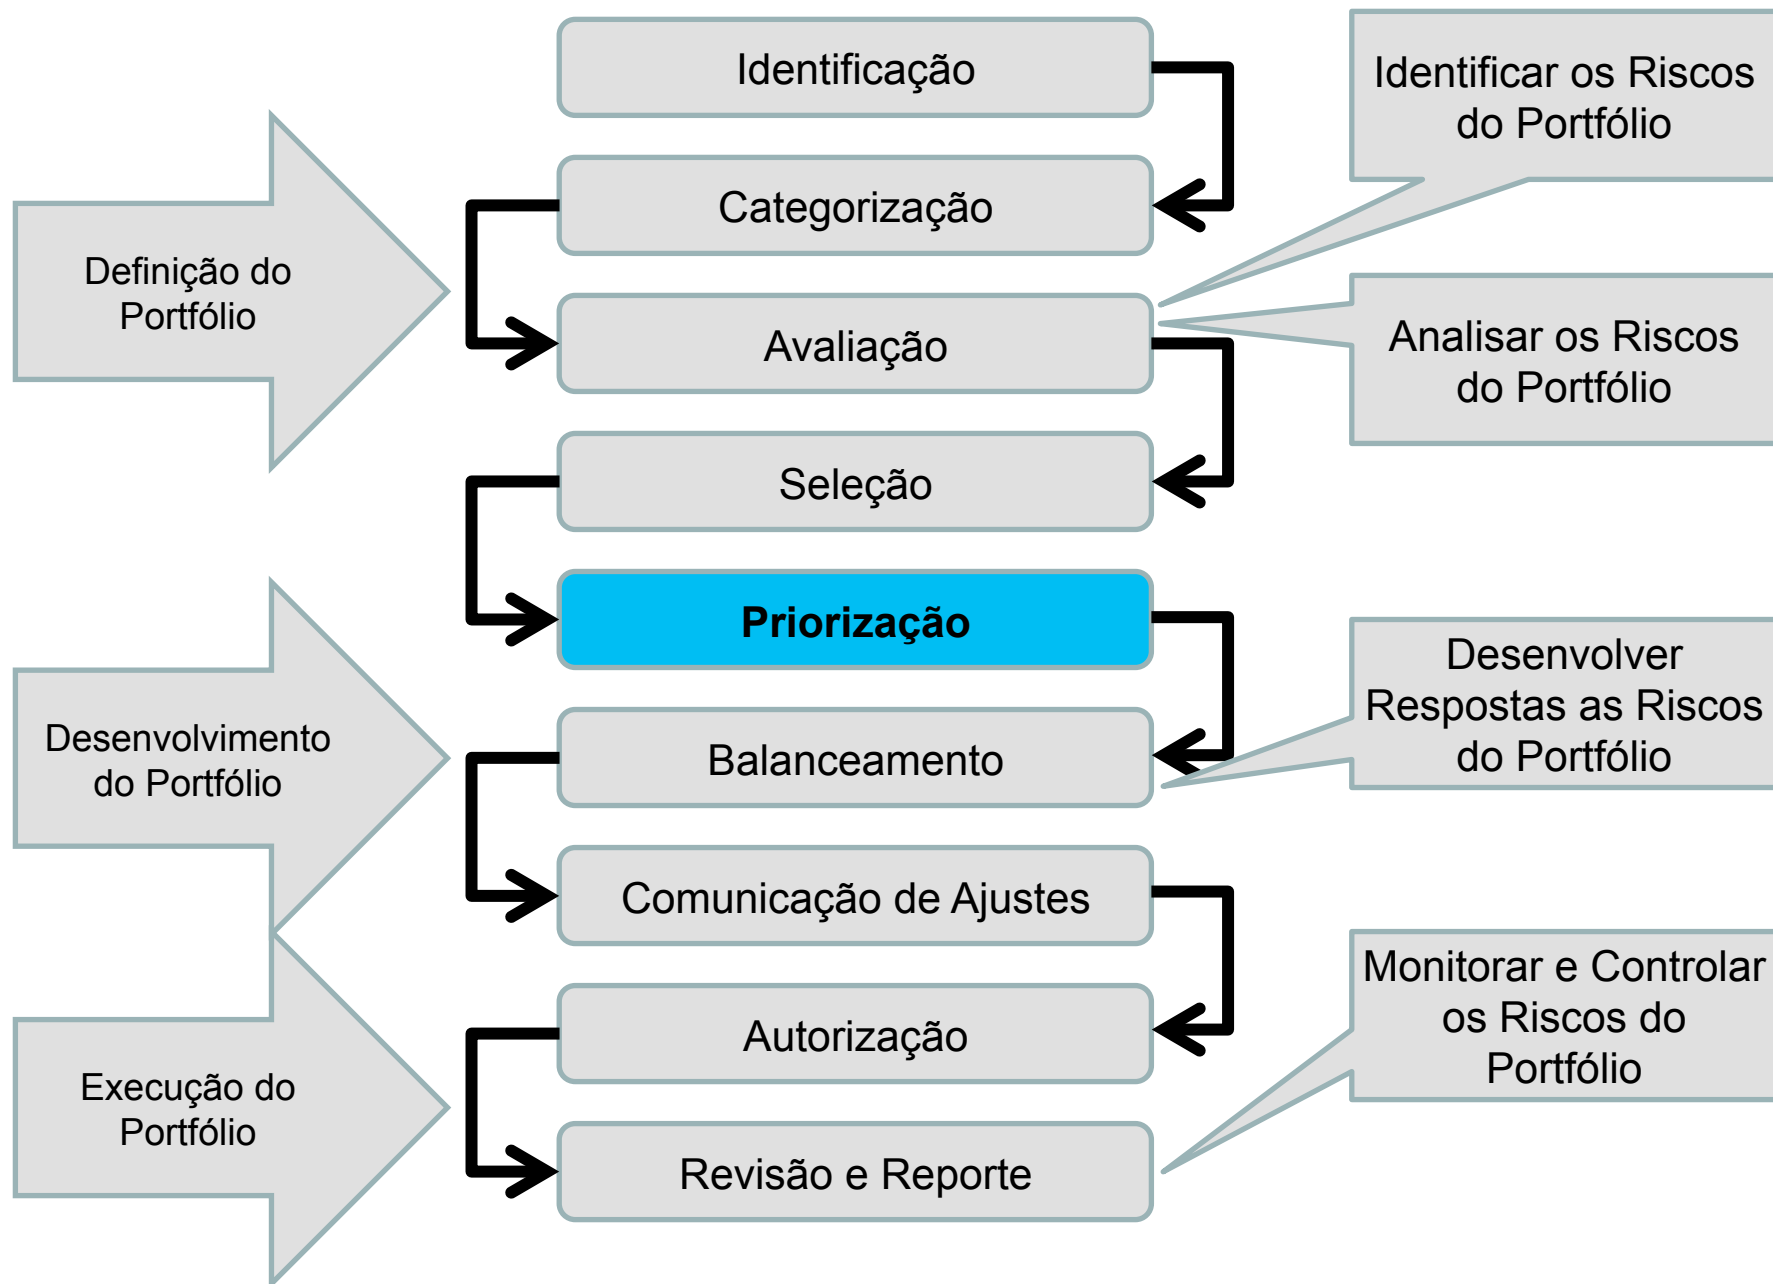 Identificação
Categorização
Avaliação
Seleção
Priorização
Balanceamento
Comunicação de Ajustes
Autorização
Revisão e Reporte
Definição do
Portfólio
Desenvolvimento
do Portfólio
Execução do
Portfólio
Identificar os Riscos
do Portfólio
Analisar os Riscos
do Portfólio
Desenvolver
Respostas as Riscos
do Portfólio
Monitorar e Controlar
os Riscos do
Portfólio